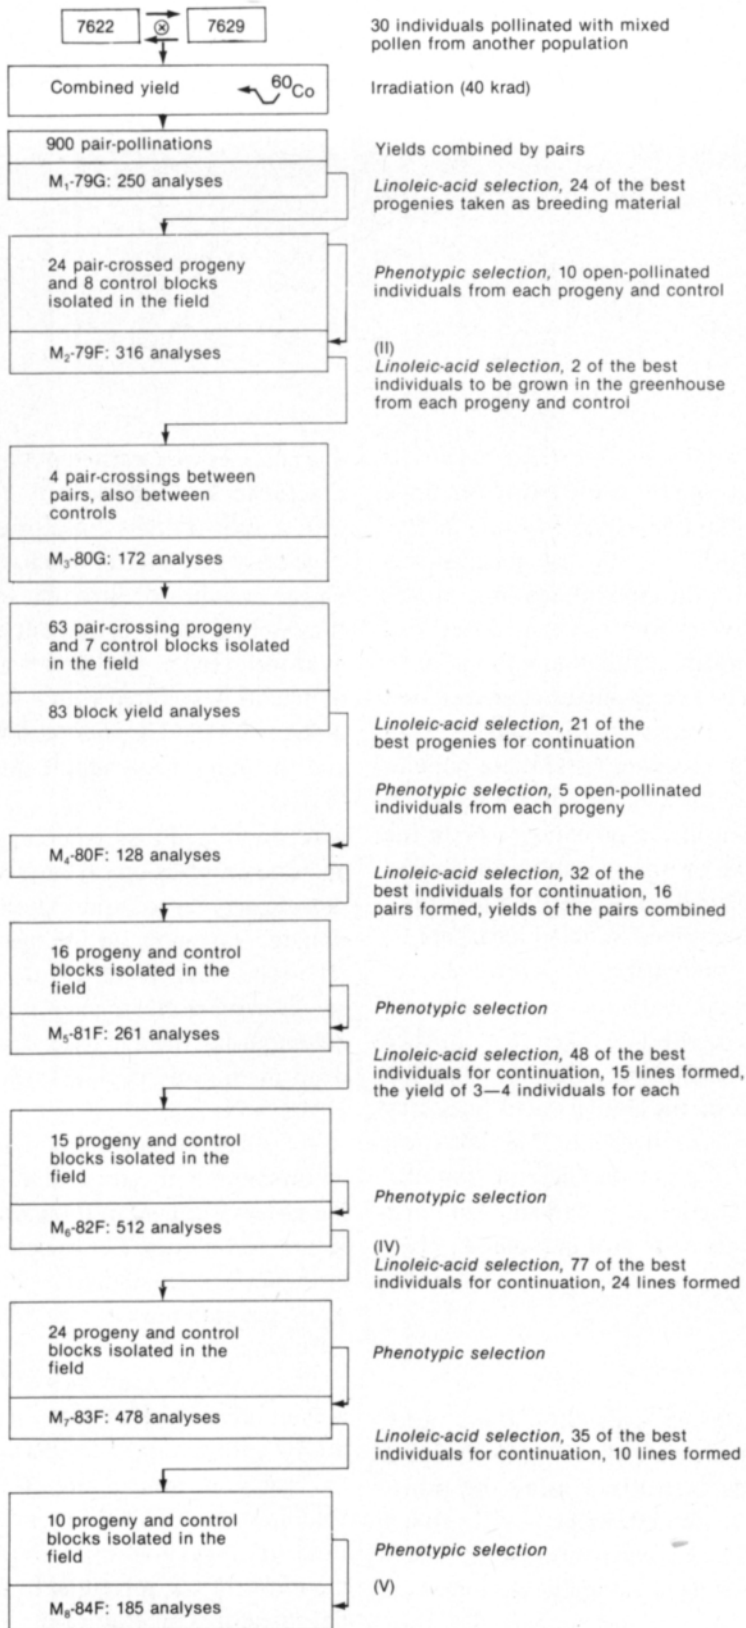 7622 ⊗ 7629
30 individuals pollinated with mixed
pollen from another population
Combined yield ⁶⁰Co
Irradiation (40 krad)
900 pair-pollinations
Yields combined by pairs
M₁-79G: 250 analyses
Linoleic-acid selection, 24 of the best
progenies taken as breeding material
24 pair-crossed progeny
and 8 control blocks
isolated in the field
Phenotypic selection, 10 open-pollinated
individuals from each progeny and control
M₂-79F: 316 analyses
(II)
Linoleic-acid selection, 2 of the best
individuals to be grown in the greenhouse
from each progeny and control
4 pair-crossings between
pairs, also between
controls
M₃-80G: 172 analyses
63 pair-crossing progeny
and 7 control blocks isolated
in the field
83 block yield analyses
Linoleic-acid selection, 21 of the
best progenies for continuation
Phenotypic selection, 5 open-pollinated
individuals from each progeny
M₄-80F: 128 analyses
Linoleic-acid selection, 32 of the
best individuals for continuation, 16
pairs formed, yields of the pairs combined
16 progeny and control
blocks isolated in the
field
Phenotypic selection
M₅-81F: 261 analyses
Linoleic-acid selection, 48 of the best
individuals for continuation, 15 lines formed,
the yield of 3—4 individuals for each
15 progeny and control
blocks isolated in the
field
Phenotypic selection
M₆-82F: 512 analyses
(IV)
Linoleic-acid selection, 77 of the best
individuals for continuation, 24 lines formed
24 progeny and control
blocks isolated in the
field
Phenotypic selection
M₇-83F: 478 analyses
Linoleic-acid selection, 35 of the best
individuals for continuation, 10 lines formed
10 progeny and control
blocks isolated in the
field
Phenotypic selection
(V)
M₈-84F: 185 analyses